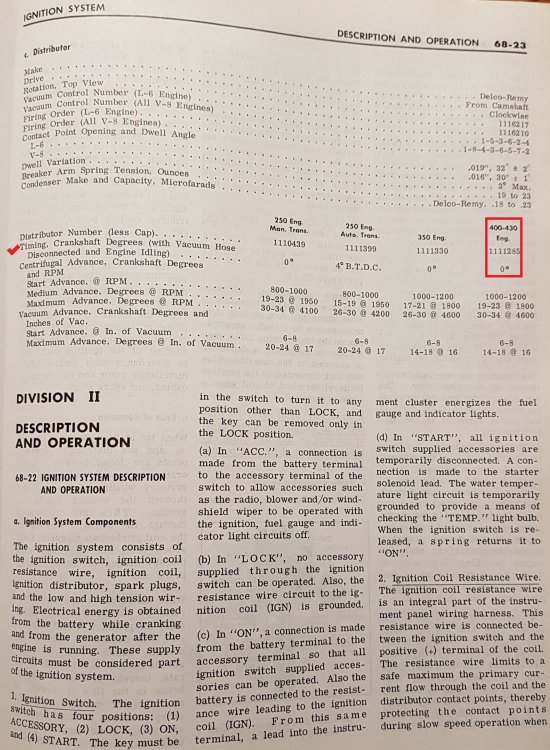 IGNITION SYSTEM
DESCRIPTION AND OPERATION 68-23
c. Distributor
Make . . . Delco-Remy
Drive . . . From Camshaft
Rotation, Top View . . . Clockwise
Vacuum Control Number (L-6 Engine) . . . 1116217
Vacuum Control Number (All V-8 Engines) . . . 1116210
Firing Order (L-6 Engine) . . . 1-5-3-6-2-4
Firing Order (All V-8 Engines) . . . 1-8-4-3-6-5-7-2
Contact Point Opening and Dwell Angle
L-6 . . . .019", 32° ± 2°
V-8 . . . .016", 30° ± 1°
Dwell Variation . . . 3° Max.
Breaker Arm Spring Tension, Ounces . . . 19 to 23
Condenser Make and Capacity, Microfarads . . . Delco-Remy, .18 to .23
250 Eng. 250 Eng. 400-430
Man. Trans. Auto. Trans. 350 Eng. Eng.
Distributor Number (less Cap) . . . 1110439 1111399 1111330 1111285
Timing, Crankshaft Degrees (with Vacuum Hose
Disconnected and Engine Idling) . . . 0° 4° B.T.D.C. 0° 0°
Centrifugal Advance, Crankshaft Degrees
and RPM
Start Advance, @ RPM . . . 800-1000 800-1000 1000-1200 1000-1200
Medium Advance, Degrees @ RPM . . . 19-23 @ 1950 15-19 @ 1950 17-21 @ 1800 19-23 @ 1800
Maximum Advance, Degrees @ RPM . . . 30-34 @ 4100 26-30 @ 4200 26-30 @ 4600 30-34 @ 4600
Vacuum Advance, Crankshaft Degrees and
Inches of Vac.
Start Advance, @ In. of Vacuum . . . 6-8 6-8 6-8 6-8
Maximum Advance, Degrees @ In. of Vacuum . 20-24 @ 17 20-24 @ 17 14-18 @ 16 14-18 @ 16
DIVISION II
DESCRIPTION
AND OPERATION
68-22 IGNITION SYSTEM DESCRIPTION
AND OPERATION
a. Ignition System Components
The ignition system consists of
the ignition switch, ignition coil
resistance wire, ignition coil,
ignition distributor, spark plugs,
and the low and high tension wir-
ing. Electrical energy is obtained
from the battery while cranking
and from the generator after the
engine is running. These supply
circuits must be considered part
of the ignition system.
1. Ignition Switch. The ignition
switch has four positions: (1)
ACCESSORY, (2) LOCK, (3) ON,
and (4) START. The key must be
in the switch to turn it to any
position other than LOCK, and
the key can be removed only in
the LOCK position.
(a) In "ACC.", a connection is
made from the battery terminal
to the accessory terminal of the
switch to allow accessories such
as the radio, blower and/or wind-
shield wiper to be operated with
the ignition, fuel gauge and indi-
cator light circuits off.
(b) In "LOCK", no accessory
supplied through the ignition
switch can be operated. Also, the
resistance wire circuit to the ig-
nition coil (IGN) is grounded.
(c) In "ON", a connection is made
from the battery terminal to the
accessory terminal so that all
ignition switch supplied acces-
sories can be operated. Also the
battery is connected to the resist-
ance wire leading to the ignition
coil (IGN). From this same
terminal, a lead into the instru-
ment cluster energizes the fuel
gauge and indicator lights.
(d) In "START", all ignition
switch supplied accessories are
temporarily disconnected. A con-
nection is made to the starter
solenoid lead. The water temper-
ature light circuit is temporarily
grounded to provide a means of
checking the "TEMP." light bulb.
When the ignition switch is re-
leased, a spring returns it to
"ON".
2. Ignition Coil Resistance Wire.
The ignition coil resistance wire
is an integral part of the instru-
ment panel wiring harness. This
resistance wire is connected be-
tween the ignition switch and the
positive (+) terminal of the coil.
The resistance wire limits to a
safe maximum the primary cur-
rent flow through the coil and the
distributor contact points, thereby
protecting the contact points
during slow speed operation when